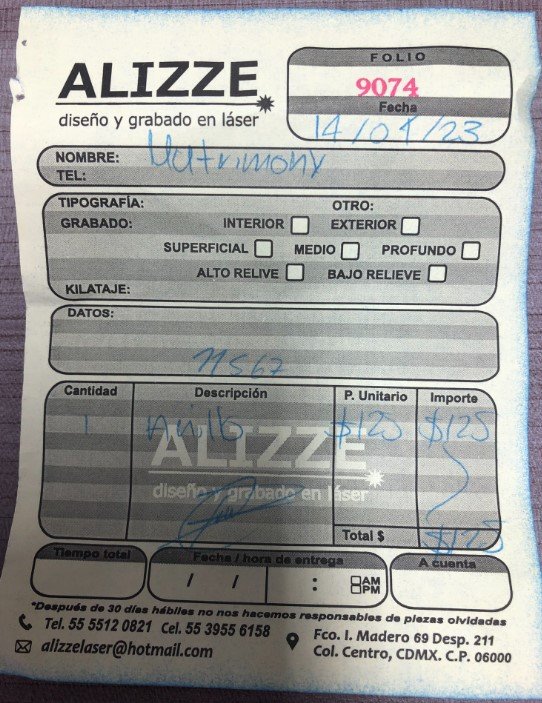 ALIZZE
diseño y grabado en láser
FOLIO
9074
Fecha
14/01/23
NOMBRE: Matrimony
TEL:
TIPOGRAFÍA: OTRO:
GRABADO: INTERIOR EXTERIOR
SUPERFICIAL MEDIO PROFUNDO
ALTO RELIVE BAJO RELIEVE
KILATAJE:
DATOS:
11567
Cantidad Descripción P. Unitario Importe
1 Anillo $125 $125
ALIZZE
diseño y grabado en láser
Total $ $125
Tiempo total Fecha / hora de entrega A cuenta
/ / : AM
PM
*Después de 30 días hábiles no nos hacemos responsables de piezas olvidadas
Tel. 55 5512 0821 Cel. 55 3955 6158
alizzelaser@hotmail.com
Fco. I. Madero 69 Desp. 211
Col. Centro, CDMX. C.P. 06000